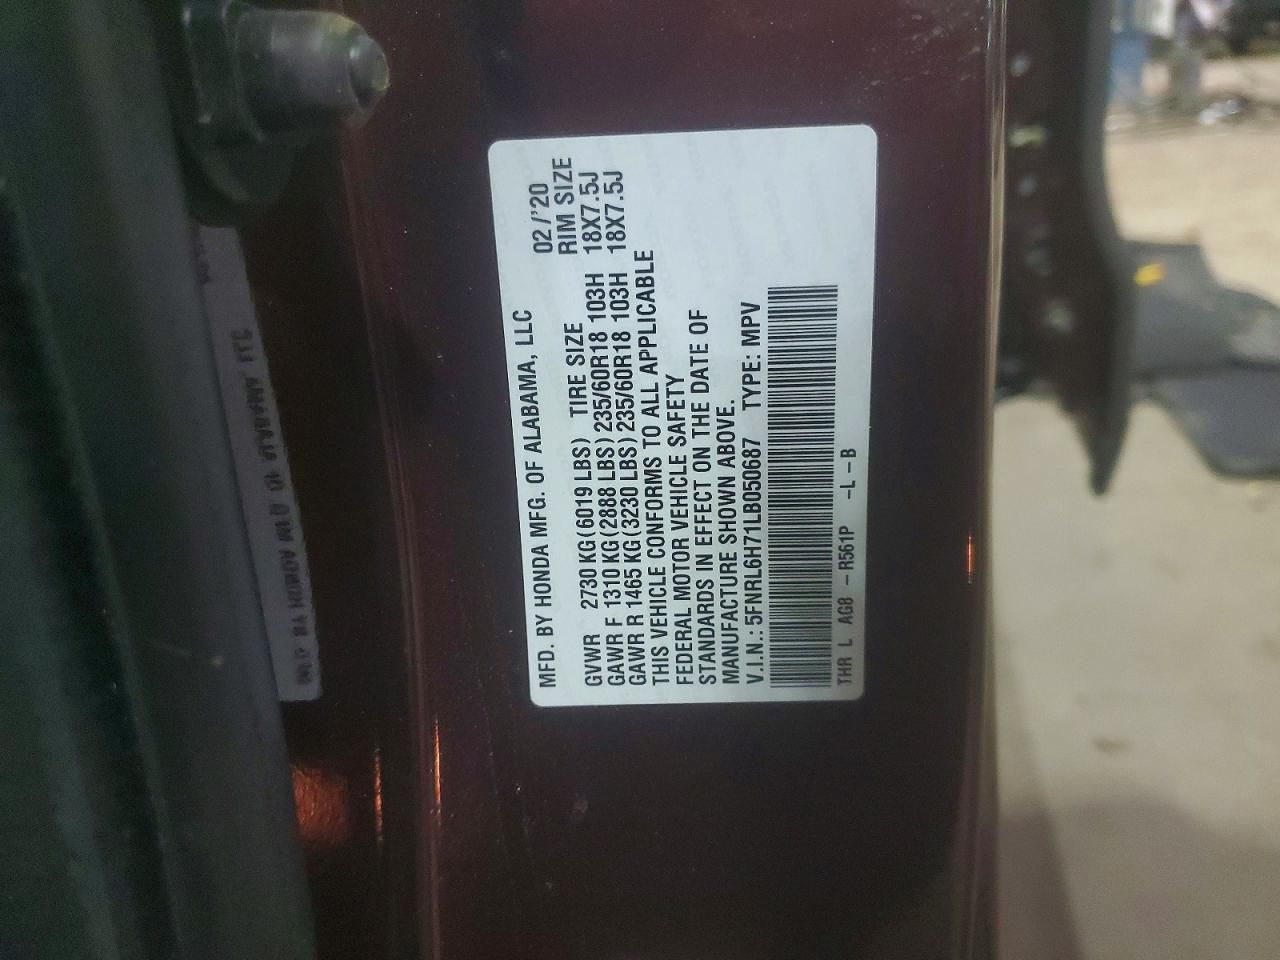 MFD. BY HONDA MFG. OF ALABAMA, LLC 02/'20
GVWR 2730 KG(6019 LBS) TIRE SIZE RIM SIZE
GAWR F 1310 KG(2888 LBS) 235/60R18 103H 18X7.5J
GAWR R 1465 KG(3230 LBS) 235/60R18 103H 18X7.5J
THIS VEHICLE CONFORMS TO ALL APPLICABLE
FEDERAL MOTOR VEHICLE SAFETY
STANDARDS IN EFFECT ON THE DATE OF
MANUFACTURE SHOWN ABOVE.
V.I.N.: 5FNRL6H71LB050687 TYPE: MPV
THR L AG8 -R561P -L-B